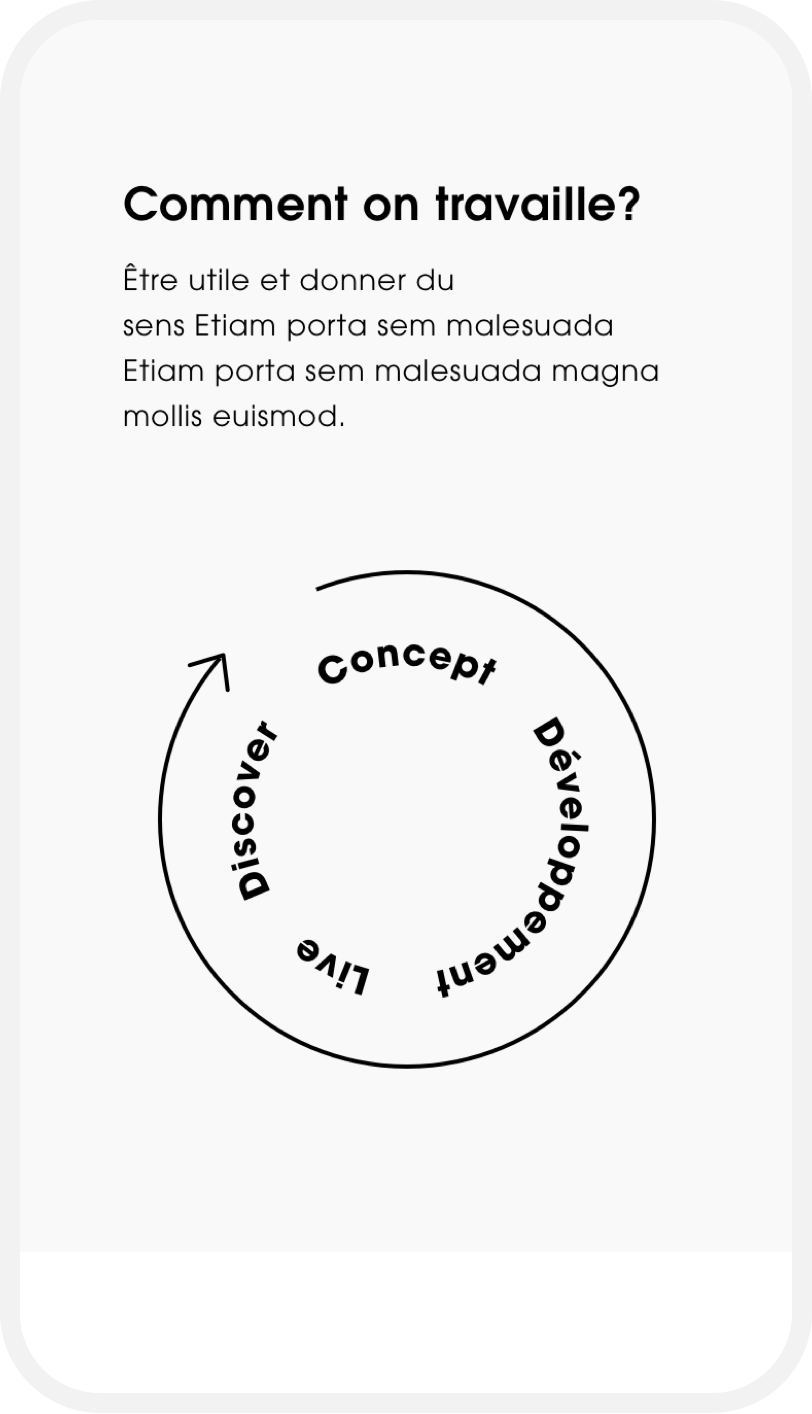 Comment on travaille?
Être utile et donner du
sens Etiam porta sem malesuada
Etiam porta sem malesuada magna
mollis euismod.
Concept
Développement
Live
Discover